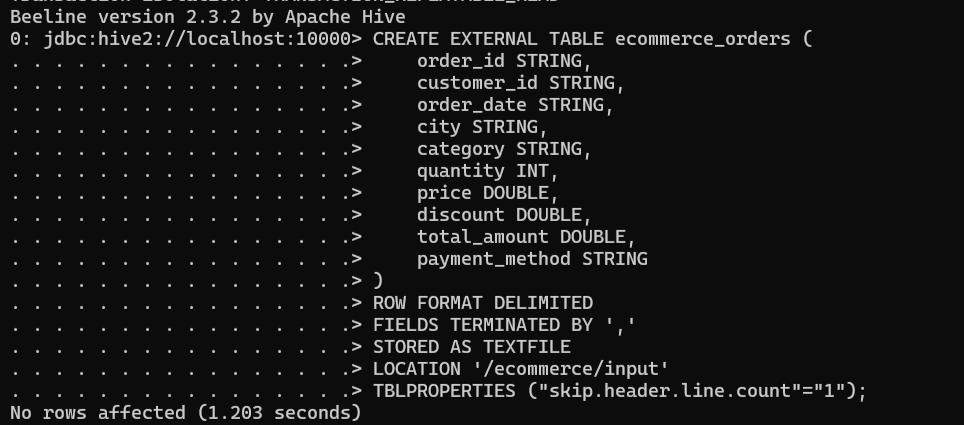 Beeline version 2.3.2 by Apache Hive
0: jdbc:hive2://localhost:10000> CREATE EXTERNAL TABLE ecommerce_orders (
. . . . . . . . . . . . . . . .>     order_id STRING,
. . . . . . . . . . . . . . . .>     customer_id STRING,
. . . . . . . . . . . . . . . .>     order_date STRING,
. . . . . . . . . . . . . . . .>     city STRING,
. . . . . . . . . . . . . . . .>     category STRING,
. . . . . . . . . . . . . . . .>     quantity INT,
. . . . . . . . . . . . . . . .>     price DOUBLE,
. . . . . . . . . . . . . . . .>     discount DOUBLE,
. . . . . . . . . . . . . . . .>     total_amount DOUBLE,
. . . . . . . . . . . . . . . .>     payment_method STRING
. . . . . . . . . . . . . . . .> )
. . . . . . . . . . . . . . . .> ROW FORMAT DELIMITED
. . . . . . . . . . . . . . . .> FIELDS TERMINATED BY ','
. . . . . . . . . . . . . . . .> STORED AS TEXTFILE
. . . . . . . . . . . . . . . .> LOCATION '/ecommerce/input'
. . . . . . . . . . . . . . . .> TBLPROPERTIES ("skip.header.line.count"="1");
No rows affected (1.203 seconds)